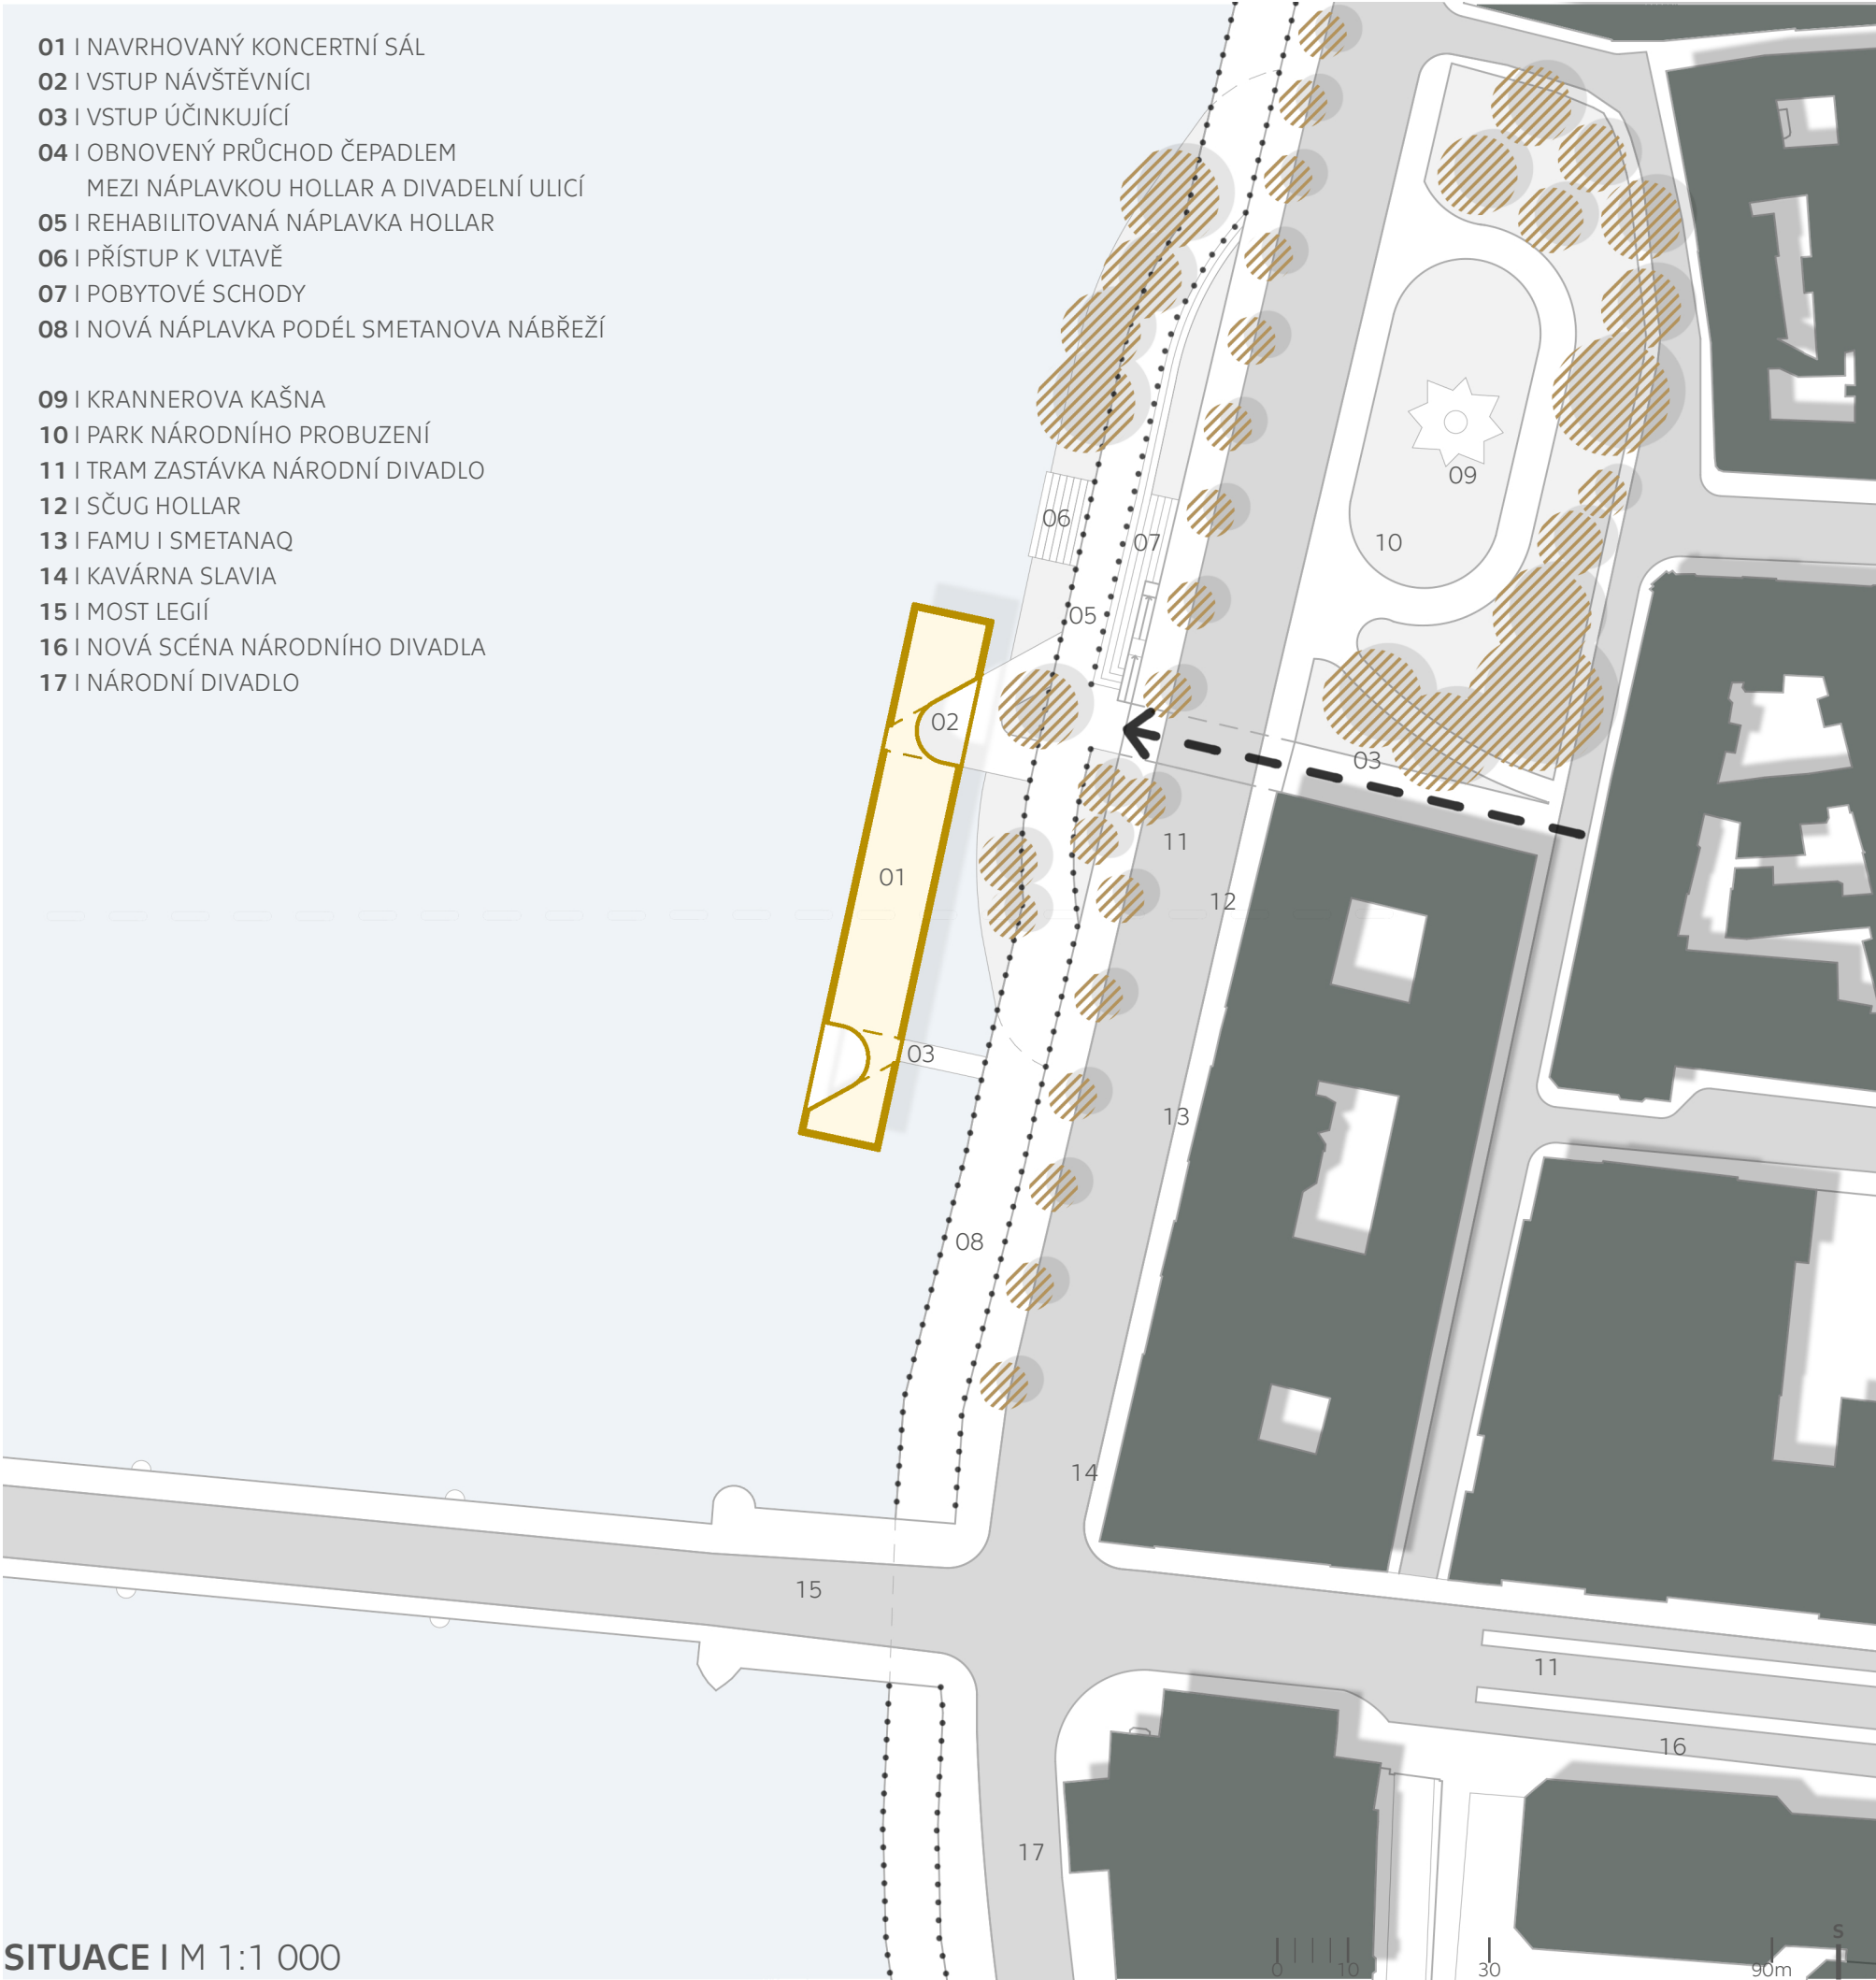 01 I NAVRHOVANÝ KONCERTNÍ SÁL
02 I VSTUP NÁVŠTĚVNÍCI
03 I VSTUP ÚČINKUJÍCÍ
04 I OBNOVENÝ PRŮCHOD ČEPADLEM
MEZI NÁPLAVKOU HOLLAR A DIVADELNÍ ULICÍ
05 I REHABILITOVANÁ NÁPLAVKA HOLLAR
06 I PŘÍSTUP K VLTAVĚ
07 I POBYTOVÉ SCHODY
08 I NOVÁ NÁPLAVKA PODÉL SMETANOVA NÁBŘEŽÍ
09 I KRANNEROVA KAŠNA
10 I PARK NÁRODNÍHO PROBUZENÍ
11 I TRAM ZASTÁVKA NÁRODNÍ DIVADLO
12 I SČUG HOLLAR
13 I FAMU I SMETANAQ
14 I KAVÁRNA SLAVIA
15 I MOST LEGIÍ
16 I NOVÁ SCÉNA NÁRODNÍHO DIVADLA
17 I NÁRODNÍ DIVADLO
09
06
07
10
05
02
03
11
01
12
03
13
08
14
15
11
16
17
S
0 10 30 90m
SITUACE I M 1:1 000